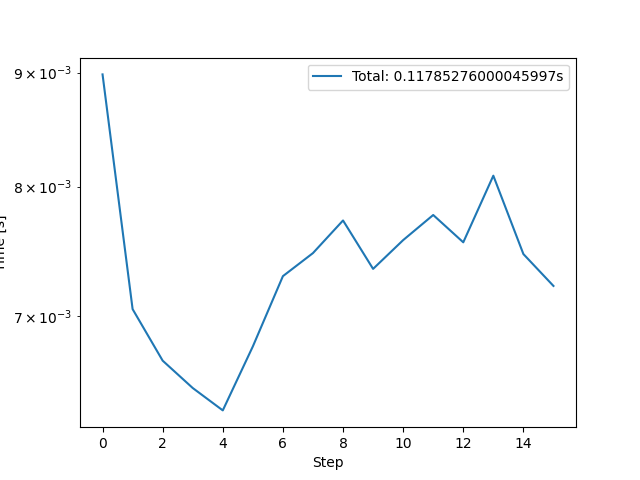 Total: 0.11785276000045997s
9 × 10⁻³
8 × 10⁻³
7 × 10⁻³
[s]
0 2 4 6 8 10 12 14
Step